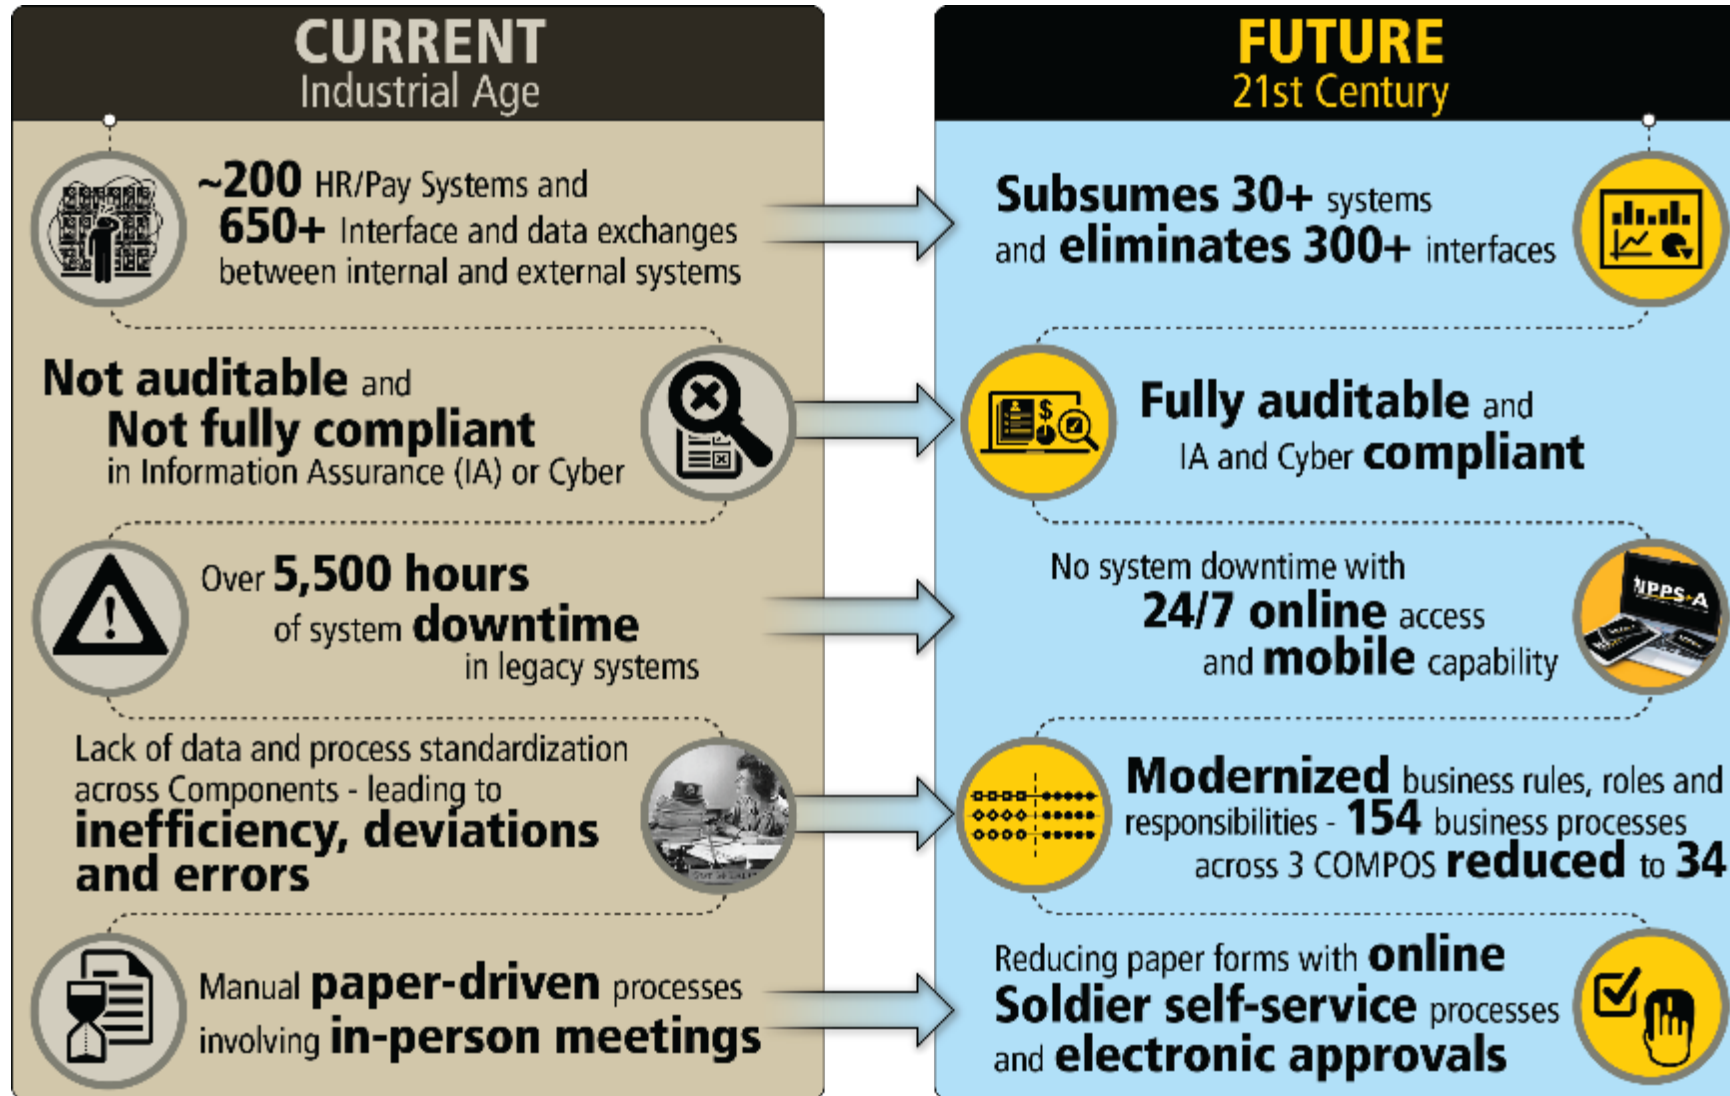 CURRENT
Industrial Age
~200 HR/Pay Systems and
650+ Interface and data exchanges
between internal and external systems
Not auditable and
Not fully compliant
in Information Assurance (IA) or Cyber
Over 5,500 hours
of system downtime
in legacy systems
Lack of data and process standardization
across Components - leading to
inefficiency, deviations
and errors
Manual paper-driven processes
involving in-person meetings
FUTURE
21st Century
Subsumes 30+ systems
and eliminates 300+ interfaces
Fully auditable and
IA and Cyber compliant
No system downtime with
24/7 online access
and mobile capability
Modernized business rules, roles and
responsibilities - 154 business processes
across 3 COMPOS reduced to 34
Reducing paper forms with online
Soldier self-service processes
and electronic approvals